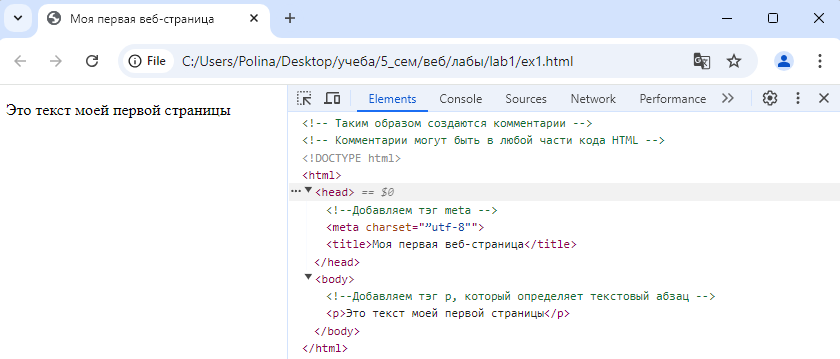 Моя первая веб-страница
File C:/Users/Polina/Desktop/учеба/5_сем/веб/лабы/lab1/ex1.html
Это текст моей первой страницы
Elements Console Sources Network Performance
<!-- Таким образом создаются комментарии -->
<!-- Комментарии могут быть в любой части кода HTML -->
<!DOCTYPE html>
<html>
<head> == $0
<!--Добавляем тэг meta -->
<meta charset="”utf-8"">
<title>Моя первая веб-страница</title>
</head>
<body>
<!--Добавляем тэг p, который определяет текстовый абзац -->
<p>Это текст моей первой страницы</p>
</body>
</html>